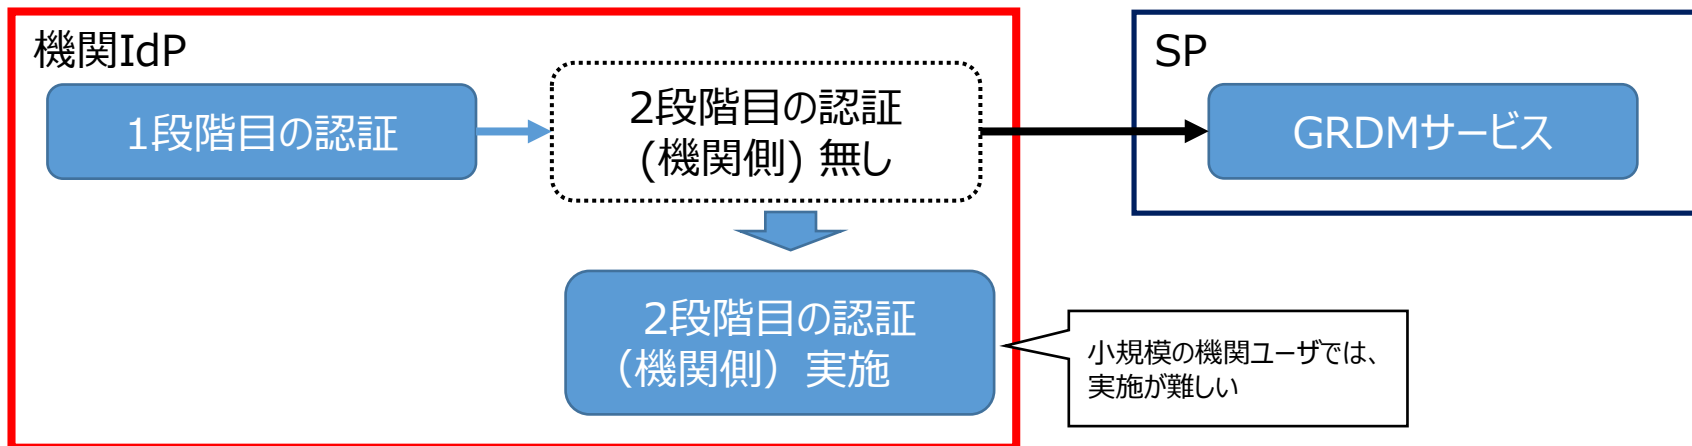 機関IdP
1段階目の認証
2段階目の認証
(機関側) 無し
SP
GRDMサービス
2段階目の認証
（機関側）実施
小規模の機関ユーザでは、
実施が難しい